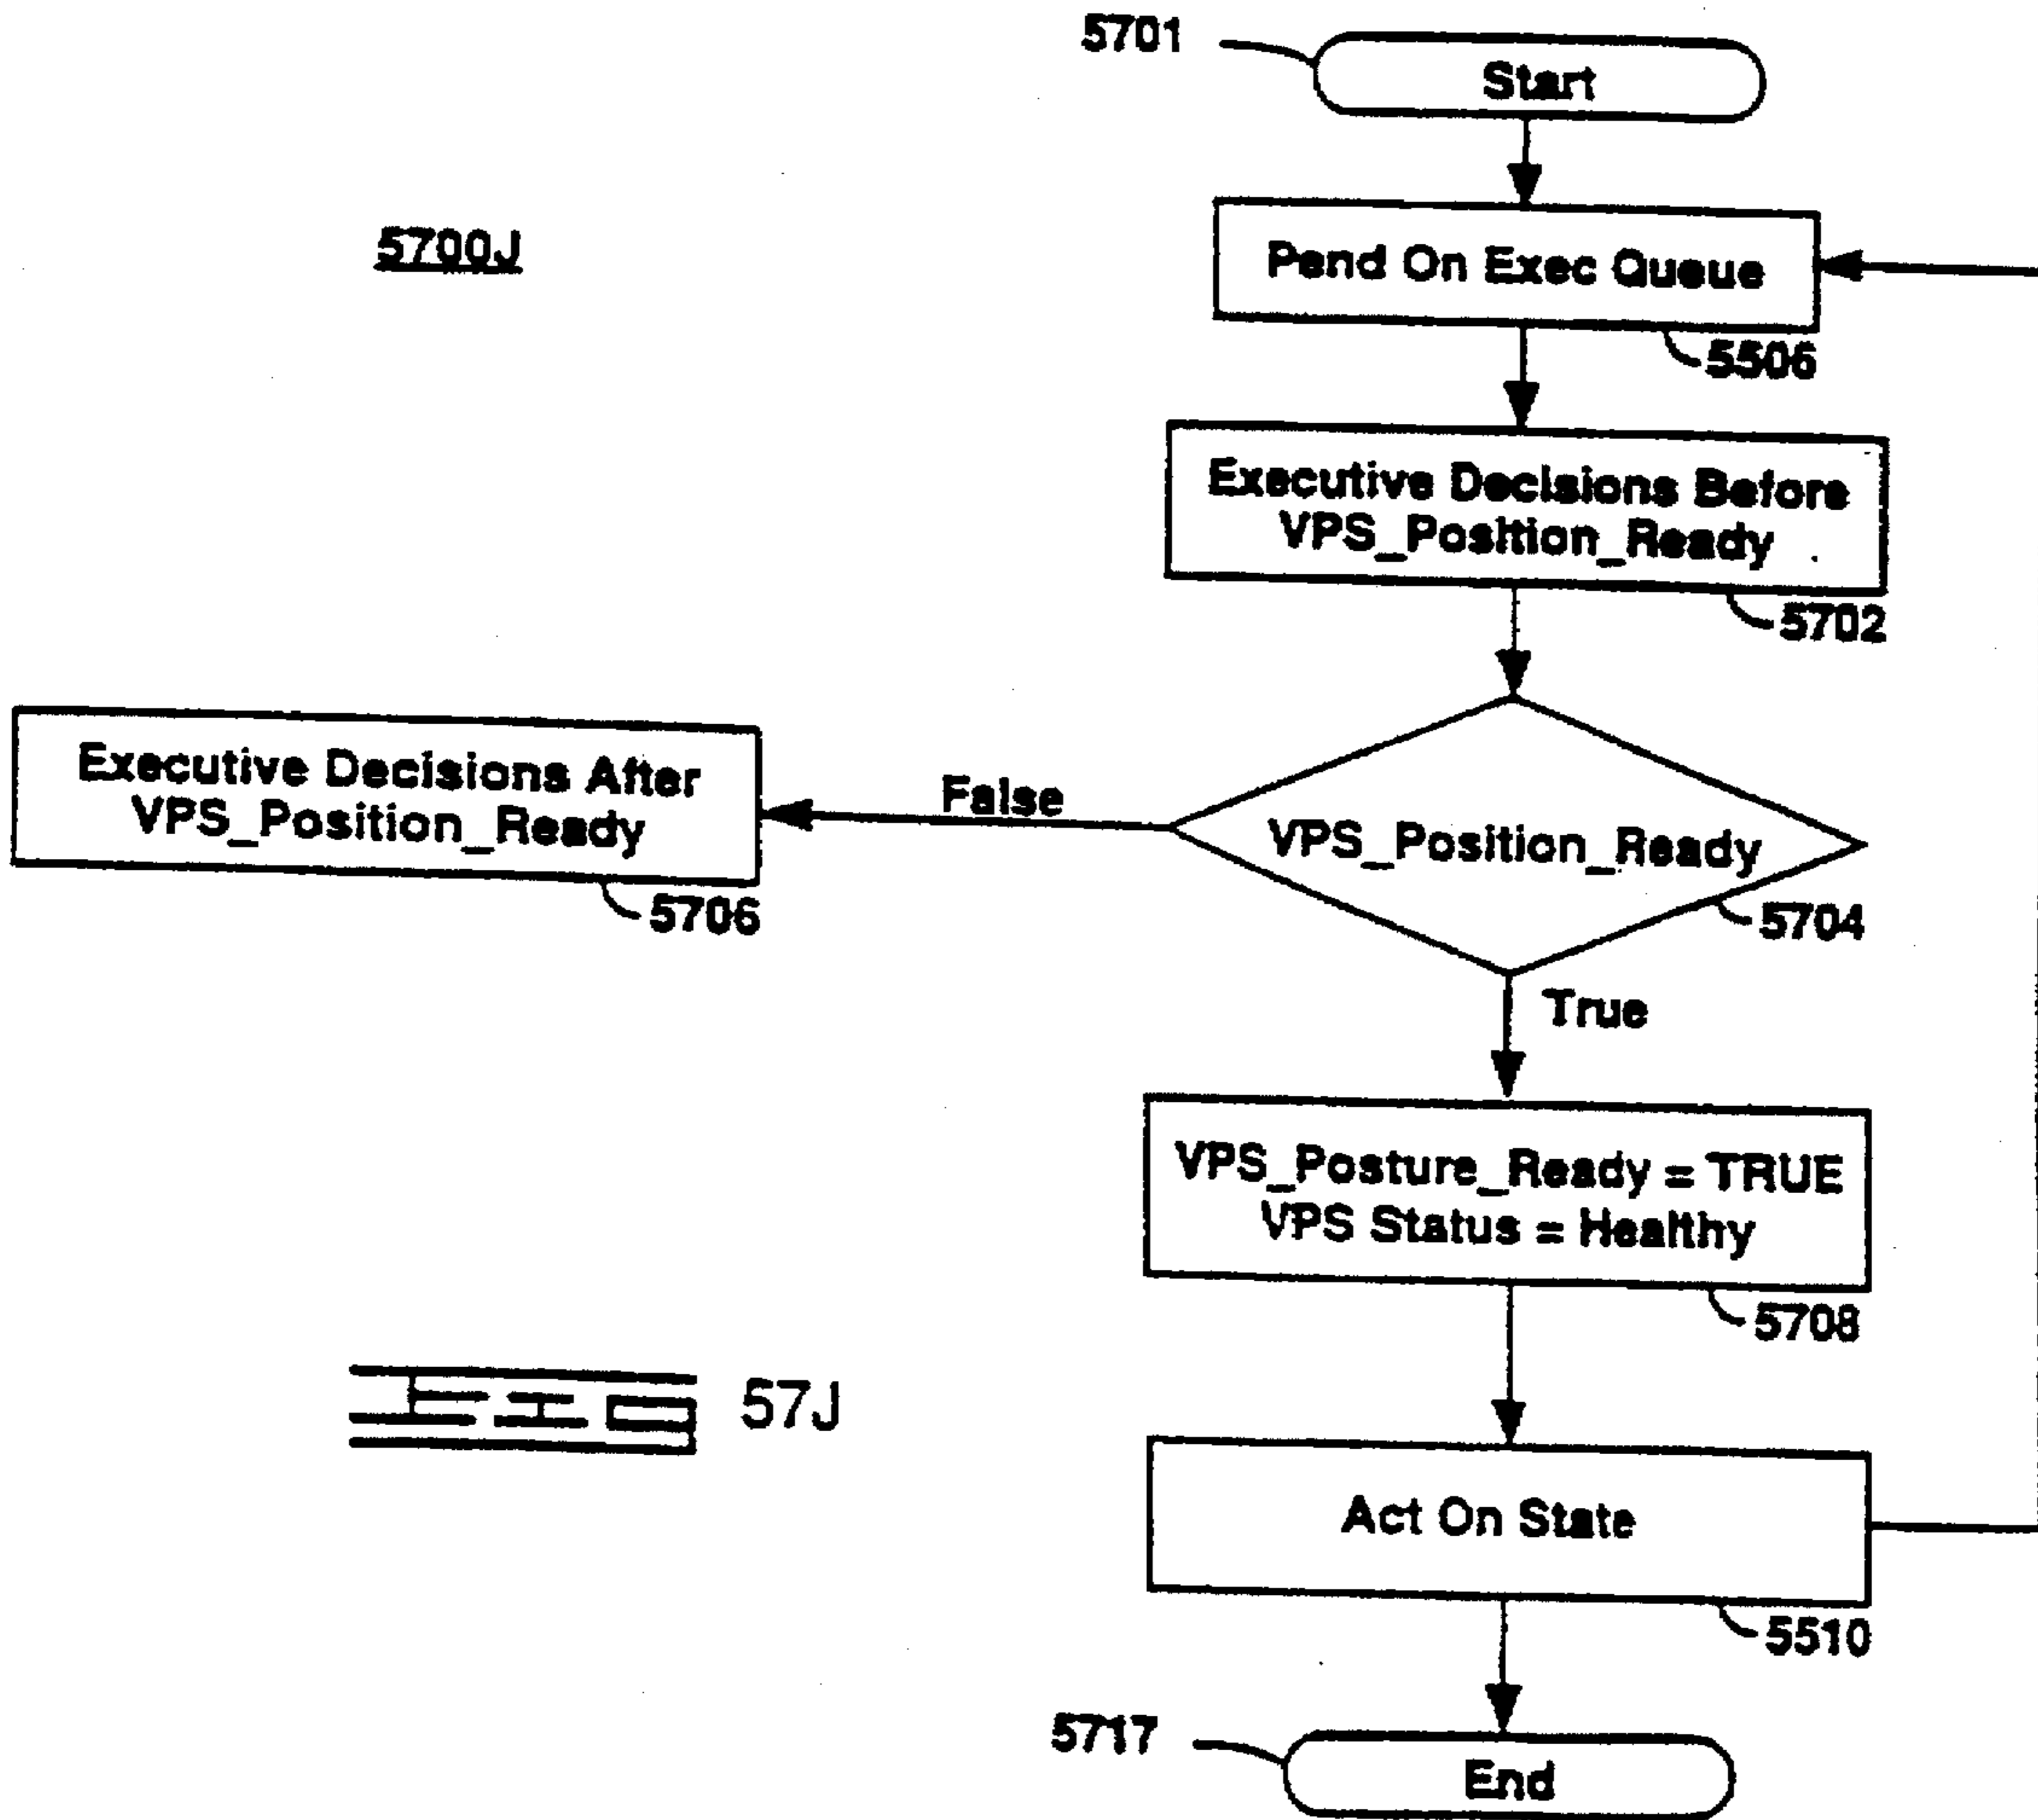 5701
Start
5700J
Pend On Exec Queue
5506
Executive Decisions Before
VPS_Position_Ready
5702
Executive Decisions After
VPS_Position_Ready
5706
False
VPS_Position_Ready
5704
True
VPS_Posture_Ready = TRUE
VPS Status = Healthy
5708
FIG 57J
Act On State
5510
5717
End